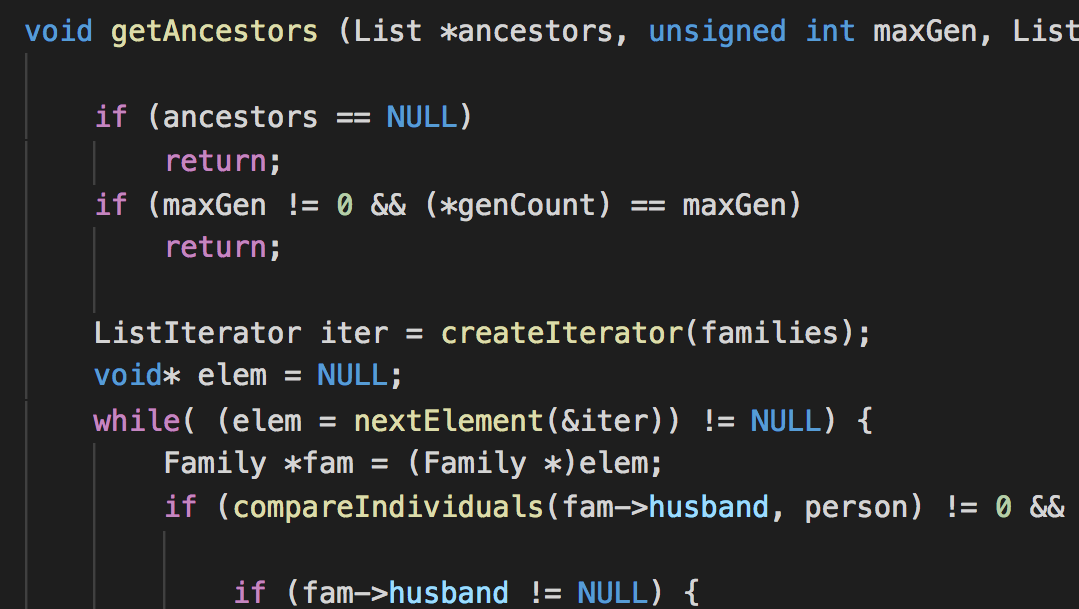 void getAncestors (List *ancestors, unsigned int maxGen, List
if (ancestors == NULL)
return;
if (maxGen != 0 && (*genCount) == maxGen)
return;
ListIterator iter = createIterator(families);
void* elem = NULL;
while( (elem = nextElement(&iter)) != NULL) {
Family *fam = (Family *)elem;
if (compareIndividuals(fam->husband, person) != 0 &&
if (fam->husband != NULL) {